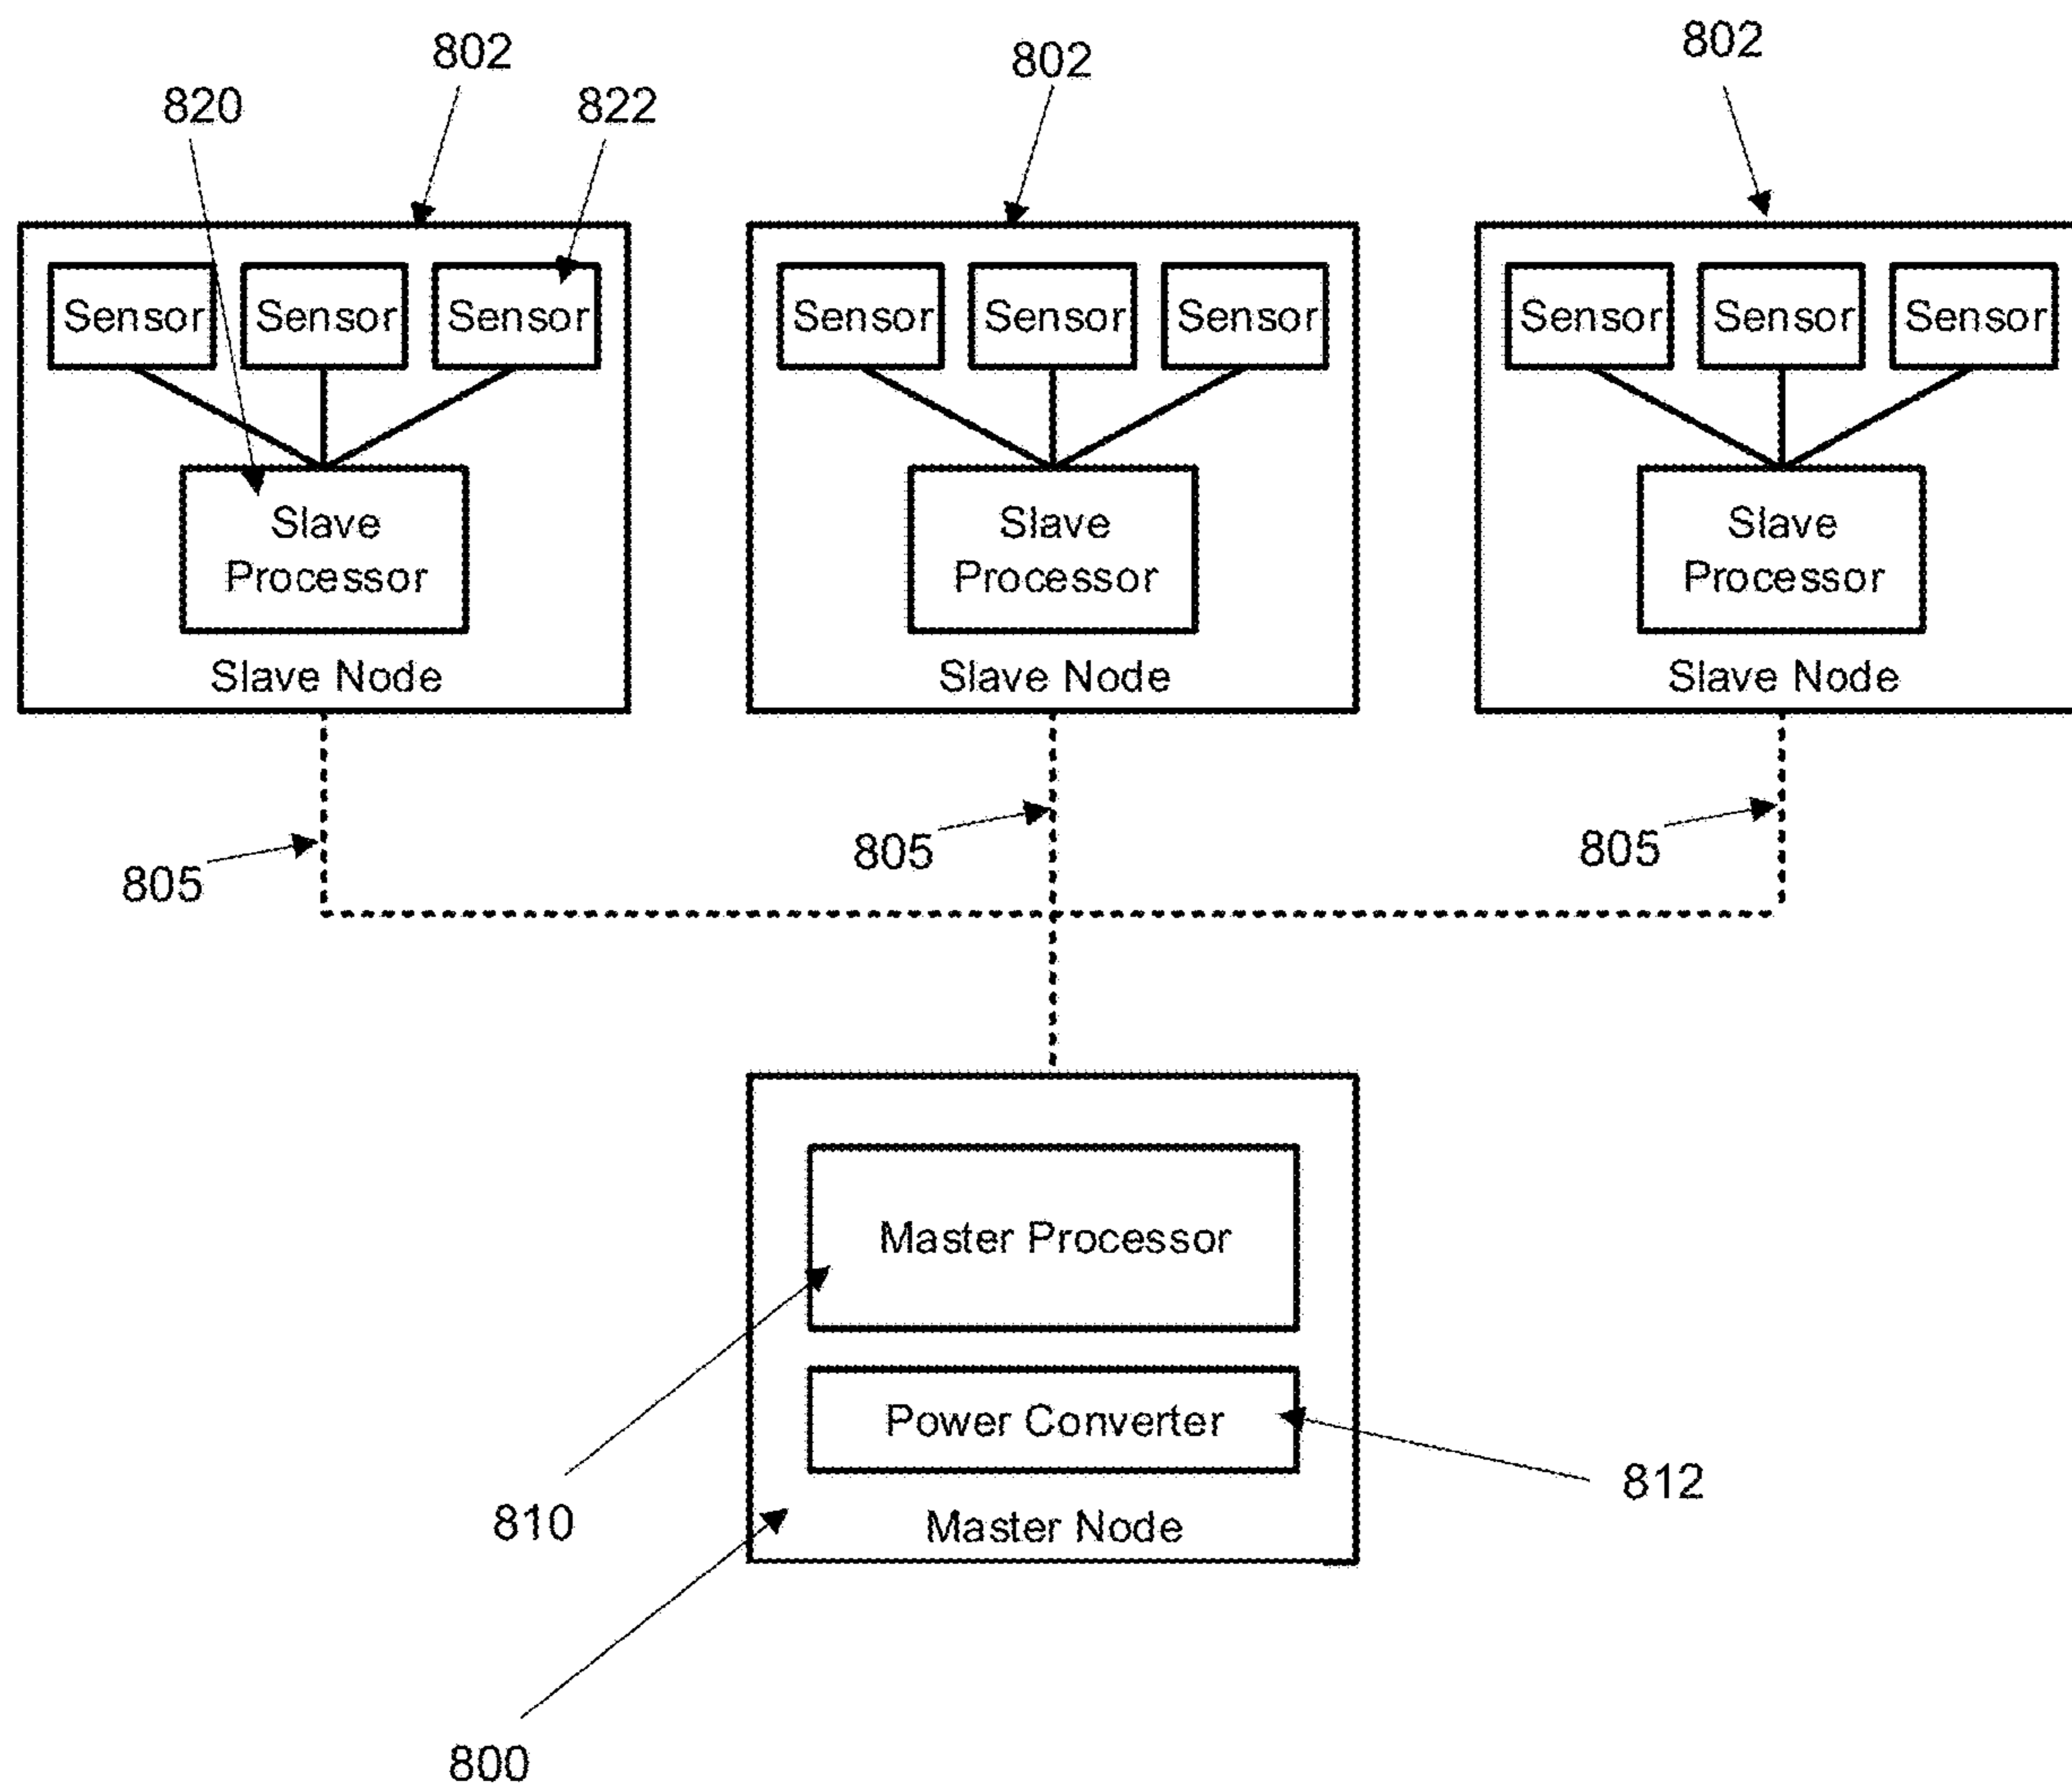 802
802
802
820
822
Sensor Sensor Sensor
Sensor Sensor Sensor
Sensor Sensor Sensor
Slave
Processor
Slave
Processor
Slave
Processor
Slave Node
Slave Node
Slave Node
805
805
805
Master Processor
Power Converter
812
810
Master Node
800